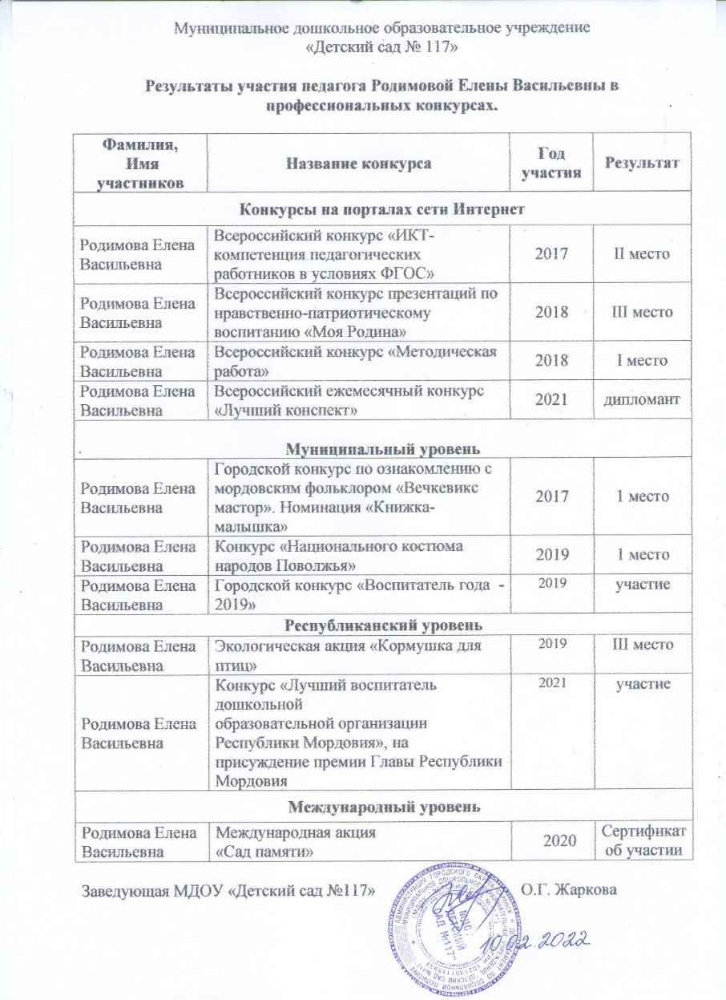 Муниципальное дошкольное образовательное учреждение
«Детский сад № 117»
Результаты участия педагога Родимовой Елены Васильевны в
профессиональных конкурсах.
Фамилия,
Имя
участников
Название конкурса
Год
участия
Результат
Конкурсы на порталах сети Интернет
Родимова Елена
Васильевна
Всероссийский конкурс «ИКТ-
компетенция педагогических
работников в условиях ФГОС»
2017
II место
Родимова Елена
Васильевна
Всероссийский конкурс презентаций по
нравственно-патриотическому
воспитанию «Моя Родина»
2018
III место
Родимова Елена
Васильевна
Всероссийский конкурс «Методическая
работа»
2018
I место
Родимова Елена
Васильевна
Всероссийский ежемесячный конкурс
«Лучший конспект»
2021
дипломант
Муниципальный уровень
Родимова Елена
Васильевна
Городской конкурс по ознакомлению с
мордовским фольклором «Вечкевикс
мастор». Номинация «Книжка-
малышка»
2017
1 место
Родимова Елена
Васильевна
Конкурс «Национального костюма
народов Поволжья»
2019
1 место
Родимова Елена
Васильевна
Городской конкурс «Воспитатель года -
2019»
2019
участие
Республиканский уровень
Родимова Елена
Васильевна
Экологическая акция «Кормушка для
птиц»
2019
III место
Родимова Елена
Васильевна
Конкурс «Лучший воспитатель
дошкольной
образовательной организации
Республики Мордовия», на
присуждение премии Главы Республики
Мордовия
2021
участие
Международный уровень
Родимова Елена
Васильевна
Международная акция
«Сад памяти»
2020
Сертификат
об участии
Заведующая МДОУ «Детский сад №117»
О.Г. Жаркова
ДЕТСКИЙ
САД №117"
10.02.2022